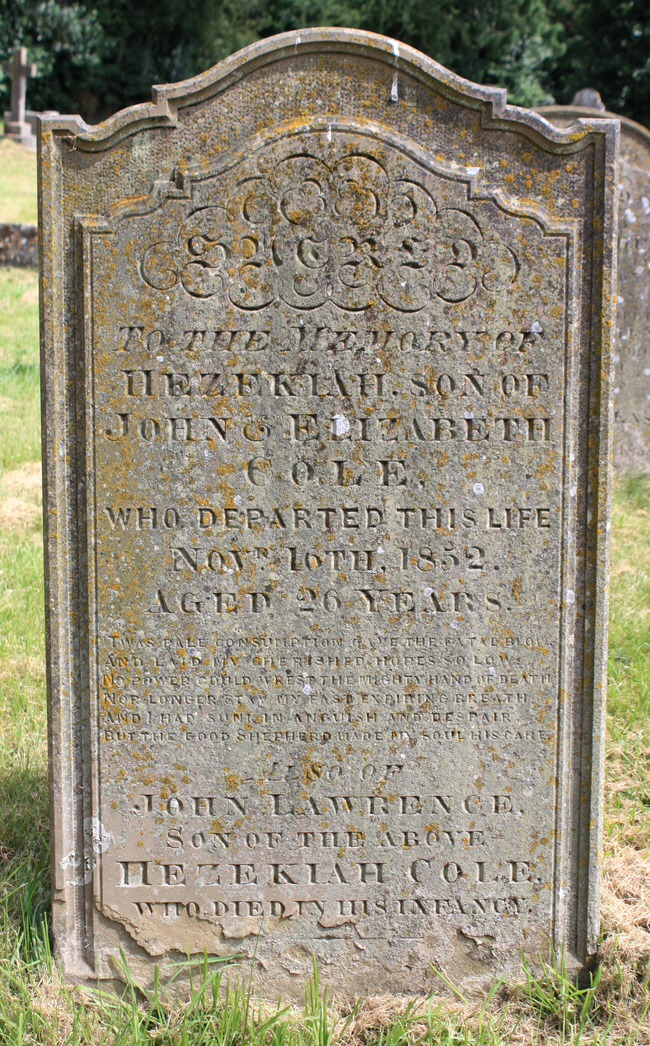 SACRED
TO THE MEMORY OF
HEZEKIAH, SON OF
JOHN & ELIZABETH
COLE,
WHO DEPARTED THIS LIFE
NOVR. 16TH, 1852.
AGED 26 YEARS.
TWAS PALE CONSUMPTION GAVE THE FATAL BLOW
AND LAID MY CHERISHED HOPES SO LOW:
NO POWER COULD WREST THE MIGHTY HAND OF DEATH
NOR LONGER STAY MY FAST EXPIRING BREATH
AND I HAD SUNK IN ANGUISH AND DESPAIR
BUT THE GOOD SHEPHERD MADE MY SOUL HIS CARE.
ALSO OF
JOHN LAWRENCE,
SON OF THE ABOVE
HEZEKIAH COLE,
WHO DIED IN HIS INFANCY.